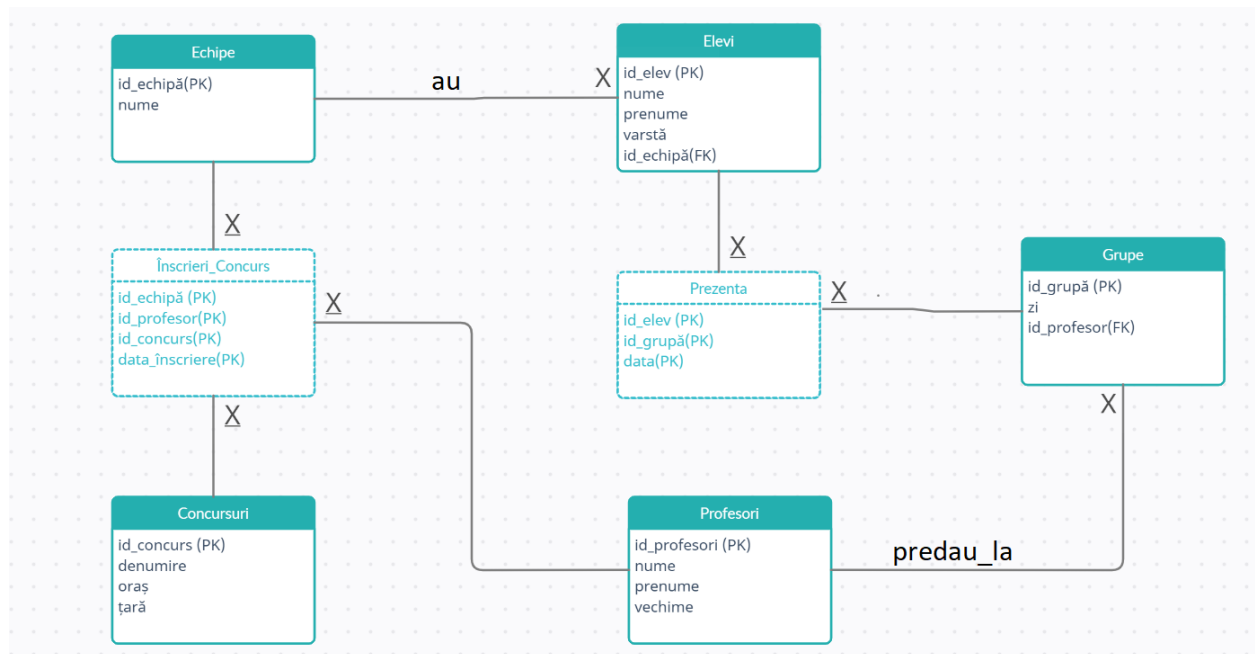 Echipe
id_echipă(PK)
nume
au
X
Elevi
id_elev (PK)
nume
prenume
varstă
id_echipă(FK)
X
Înscrieri_Concurs
id_echipă (PK)
id_profesor(PK)
id_concurs(PK)
data_înscriere(PK)
X
X
X
Prezenta
id_elev (PK)
id_grupă(PK)
data(PK)
X
Grupe
id_grupă (PK)
zi
id_profesor(FK)
X
Concursuri
id_concurs (PK)
denumire
oraș
țară
Profesori
id_profesori (PK)
nume
prenume
vechime
predau_la